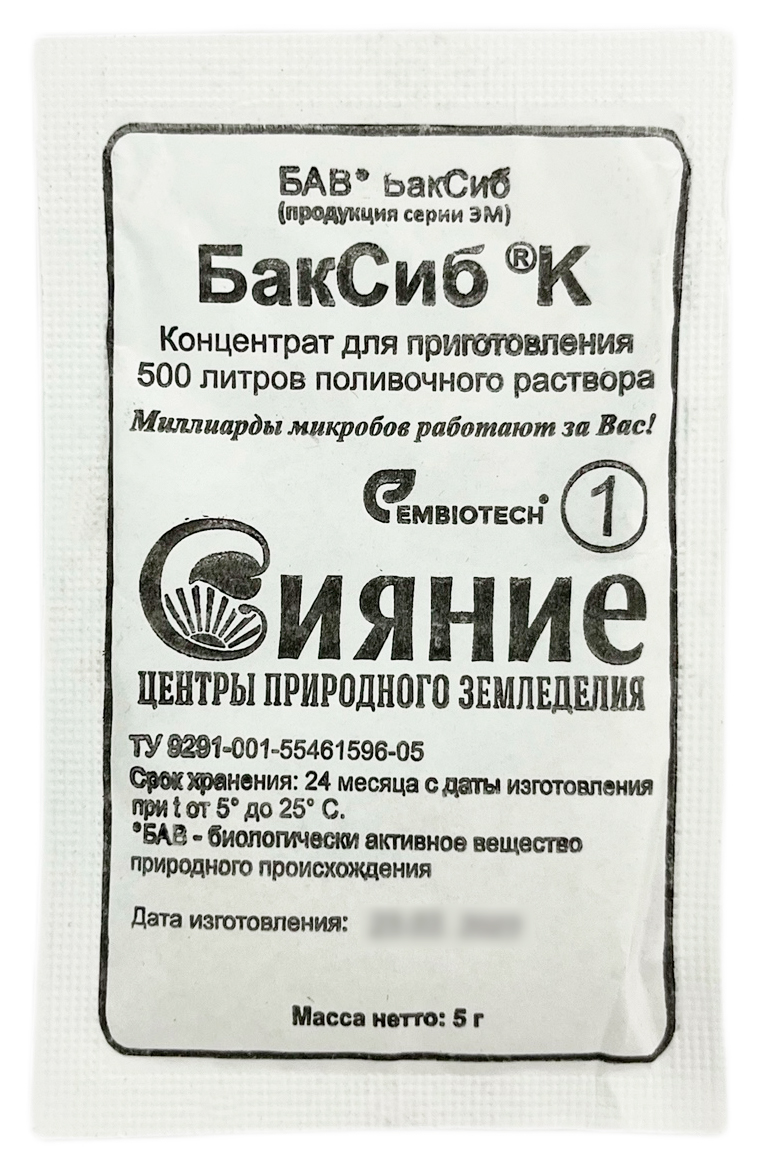 БАВ* БакСиб
(продукция серии ЭМ)
БакСиб ®К
Концентрат для приготовления
500 литров поливочного раствора
Миллиарды микробов работают за Вас!
EMBIOTECH® 1
Сияние
ЦЕНТРЫ ПРИРОДНОГО ЗЕМЛЕДЕЛИЯ
ТУ 9291-001-55461596-05
Срок хранения: 24 месяца с даты изготовления
при t от 5° до 25° С.
*БАВ - биологически активное вещество
природного происхождения
Дата изготовления:
Масса нетто: 5 г